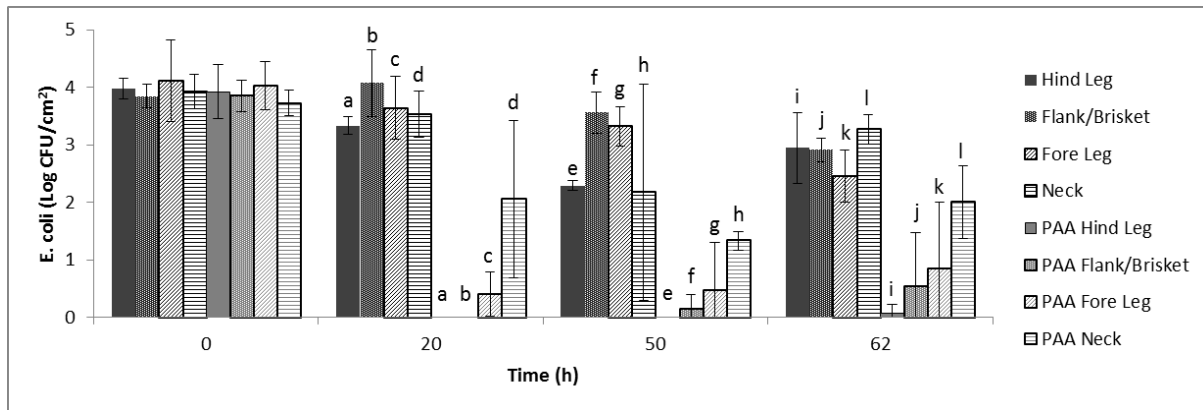 E. coli (Log CFU/cm²)
5
4
3
2
1
0
a
b
c
d
a
b
c
d
e
f
g
h
e
f
g
h
i
j
k
l
i
j
k
l
0
20
50
62
Time (h)
Hind Leg
Flank/Brisket
Fore Leg
Neck
PAA Hind Leg
PAA Flank/Brisket
PAA Fore Leg
PAA Neck